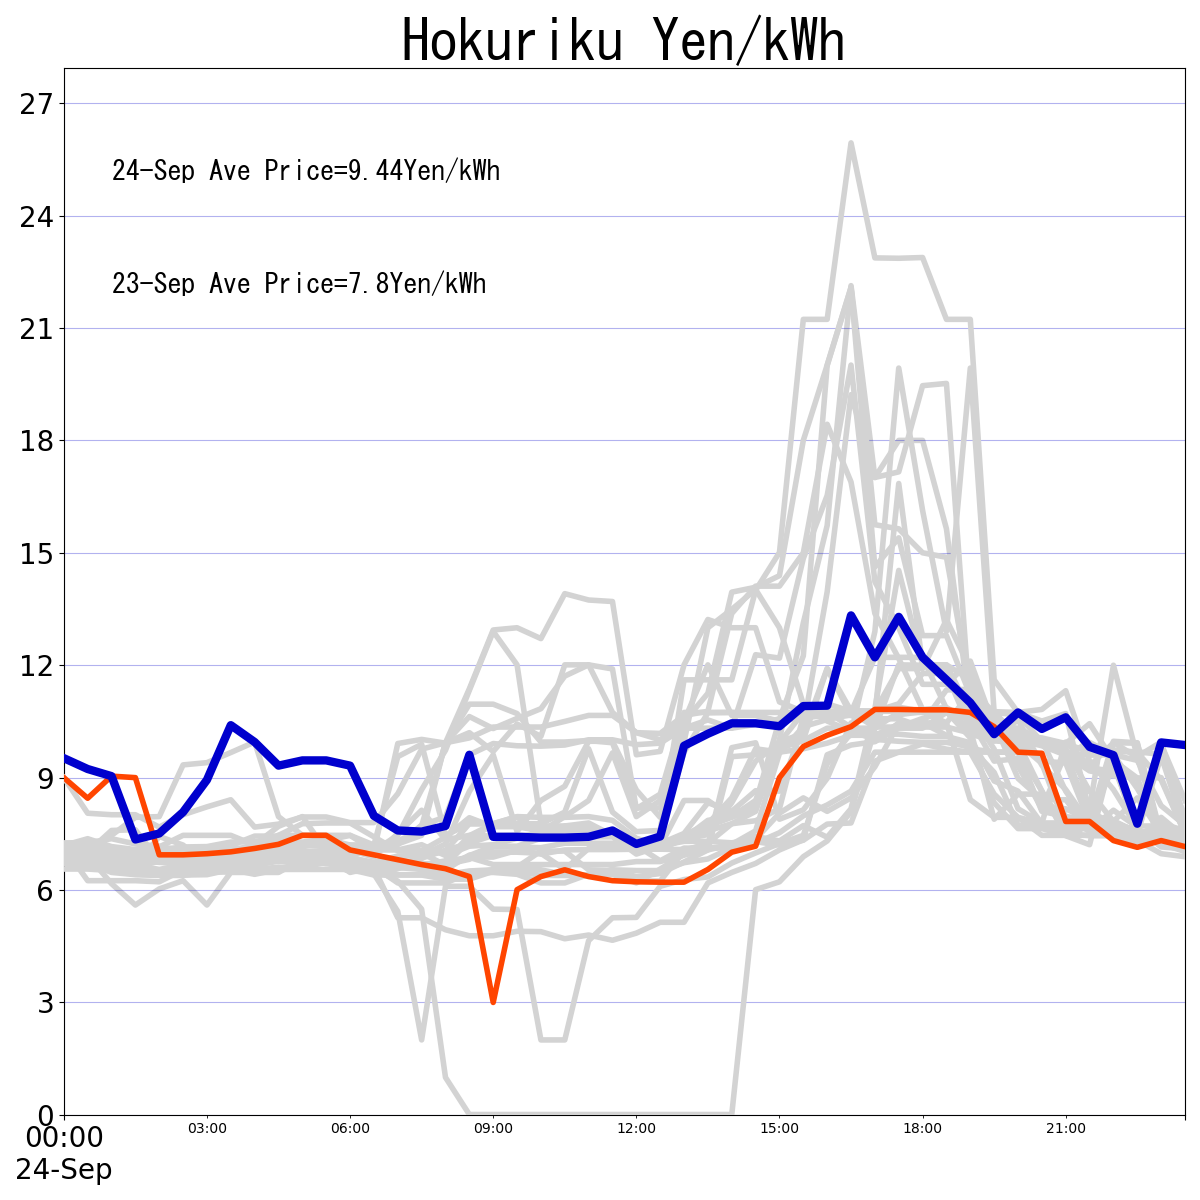 Hokuriku Yen/kWh
27
24-Sep Ave Price=9.44Yen/kWh
24
23-Sep Ave Price=7.8Yen/kWh
21
18
15
12
9
6
3
0
00:00 03:00 06:00 09:00 12:00 15:00 18:00 21:00
24-Sep